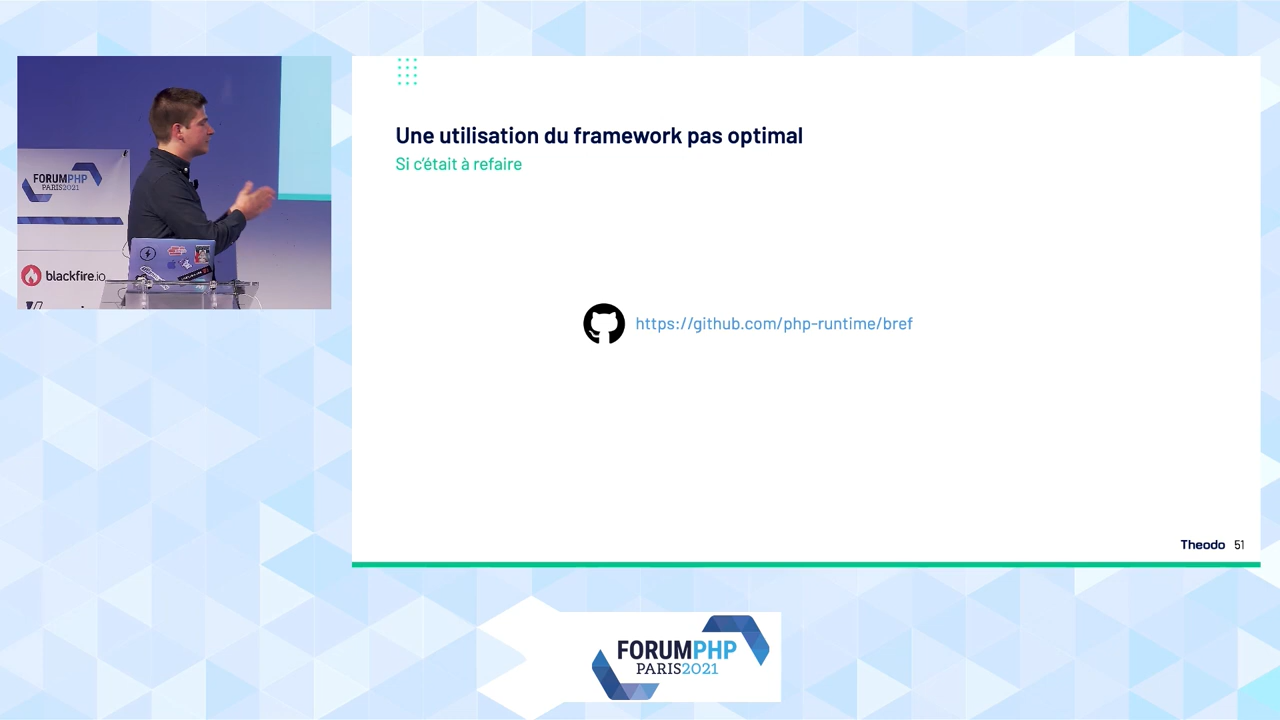 FORUMPHP
PARIS2021
blackfire.io
Une utilisation du framework pas optimal
Si c'était à refaire
https://github.com/php-runtime/bref
Theodo 51
FORUMPHP
PARIS2021